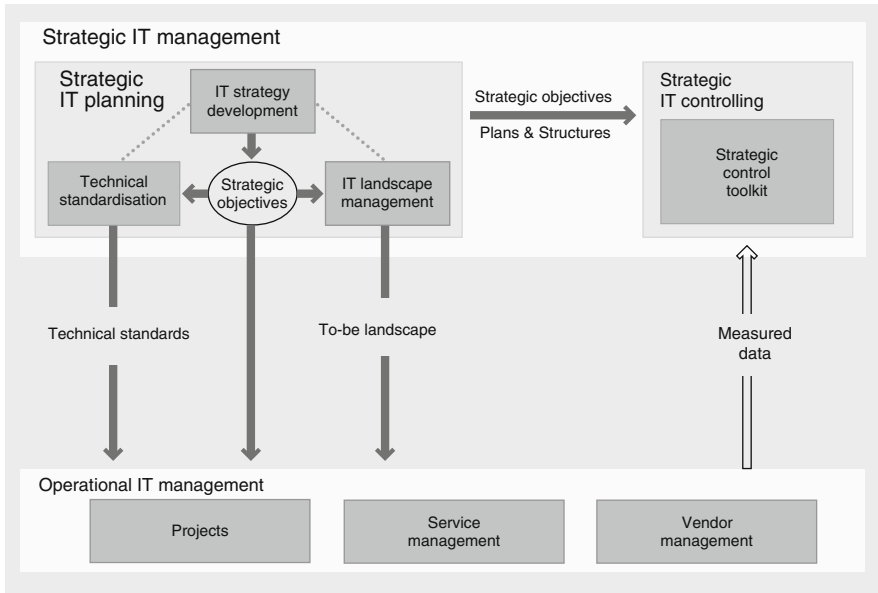 Strategic IT management
Strategic
IT planning
IT strategy
development
Technical
standardisation
Strategic
objectives
IT landscape
management
Strategic objectives
Plans & Structures
Strategic
IT controlling
Strategic
control
toolkit
Technical standards
To-be landscape
Measured
data
Operational IT management
Projects
Service
management
Vendor
management